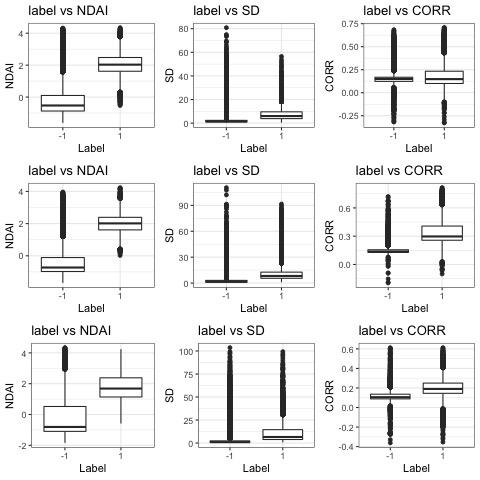 label vs NDAI
NDAI
4
2
0
-1
1
Label
label vs SD
SD
80
60
40
20
0
-1
1
Label
label vs CORR
CORR
0.75
0.50
0.25
0.00
-0.25
-1
1
Label
label vs NDAI
NDAI
4
2
0
-1
1
Label
label vs SD
SD
90
60
30
0
-1
1
Label
label vs CORR
CORR
0.6
0.3
0.0
-1
1
Label
label vs NDAI
NDAI
4
2
0
-2
-1
1
Label
label vs SD
SD
100
75
50
25
0
-1
1
Label
label vs CORR
CORR
0.6
0.4
0.2
0.0
-0.2
-0.4
-1
1
Label